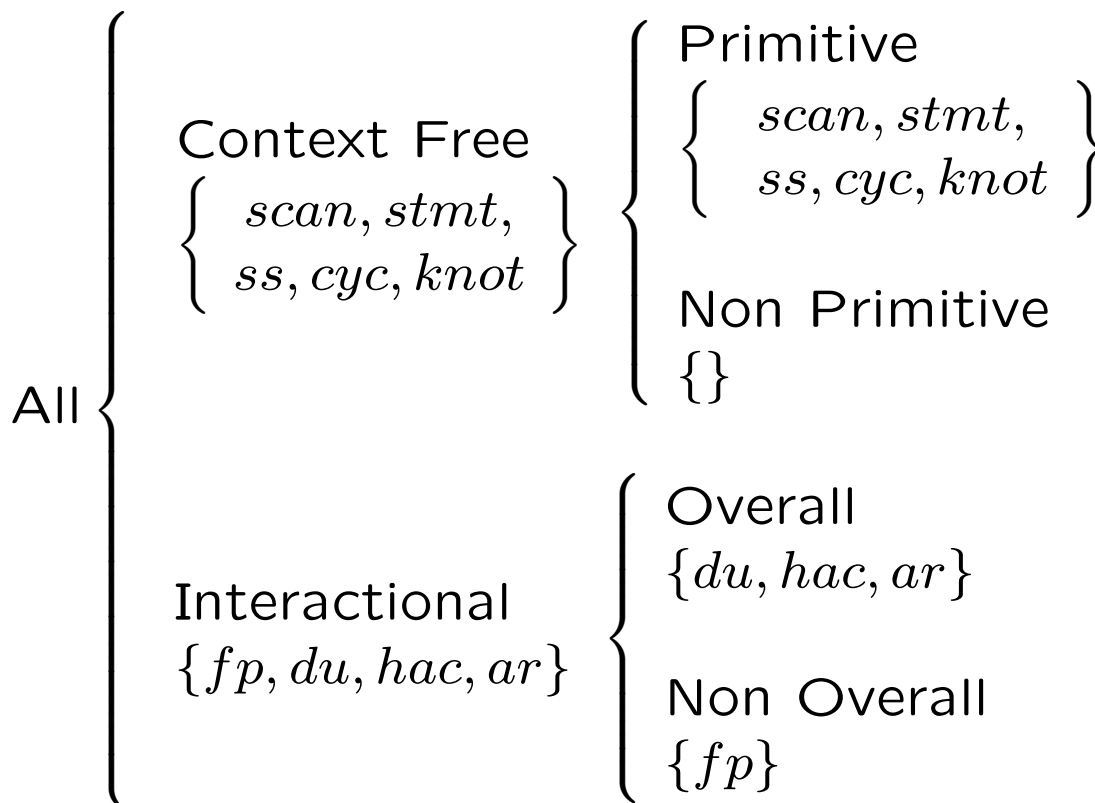 All
Context Free
{ scan, stmt,
ss, cyc, knot }
Primitive
{ scan, stmt,
ss, cyc, knot }
Non Primitive
{}
Interactional
{fp, du, hac, ar}
Overall
{du, hac, ar}
Non Overall
{fp}